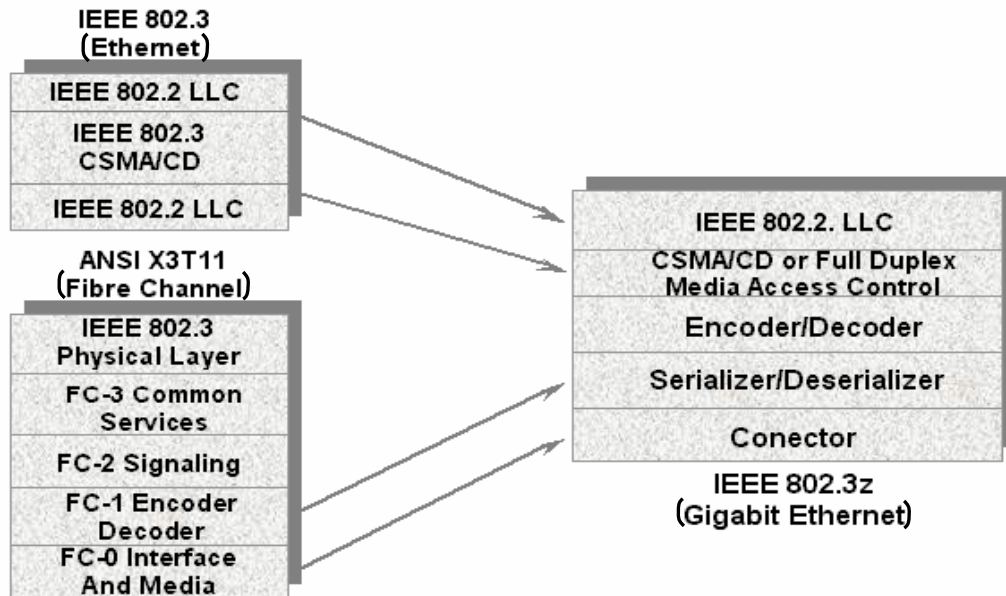 IEEE 802.3
(Ethernet)
IEEE 802.2 LLC
IEEE 802.3
CSMA/CD
IEEE 802.2 LLC
ANSI X3T11
(Fibre Channel)
IEEE 802.3
Physical Layer
FC-3 Common
Services
FC-2 Signaling
FC-1 Encoder
Decoder
FC-0 Interface
And Media
IEEE 802.2. LLC
CSMA/CD or Full Duplex
Media Access Control
Encoder/Decoder
Serializer/Deserializer
Conector
IEEE 802.3z
(Gigabit Ethernet)